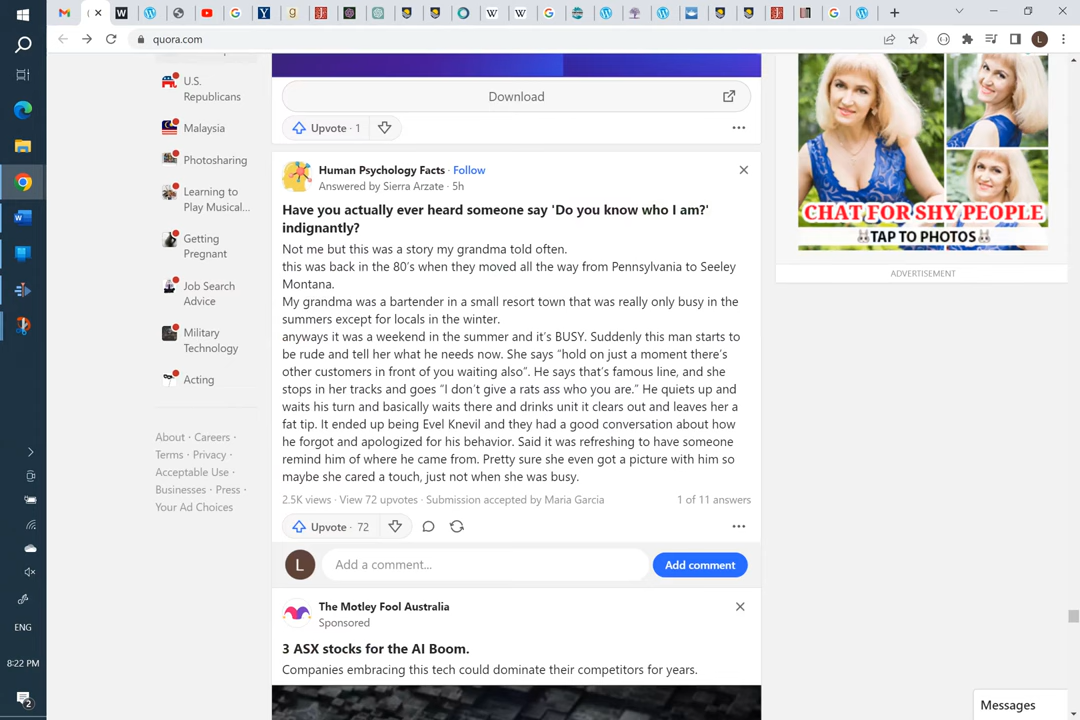 quora.com
U.S.
Republicans
Malaysia
Photosharing
Learning to
Play Musical...
Getting
Pregnant
Job Search
Advice
Military
Technology
Acting
About · Careers ·
Terms · Privacy ·
Acceptable Use ·
Businesses · Press ·
Your Ad Choices
Download
Upvote · 1
Human Psychology Facts · Follow
Answered by Sierra Arzate · 5h
Have you actually ever heard someone say 'Do you know who I am?'
indignantly?
Not me but this was a story my grandma told often.
this was back in the 80's when they moved all the way from Pennsylvania to Seeley
Montana.
My grandma was a bartender in a small resort town that was really only busy in the
summers except for locals in the winter.
anyways it was a weekend in the summer and it's BUSY. Suddenly this man starts to
be rude and tell her what he needs now. She says "hold on just a moment there's
other customers in front of you waiting also". He says that's famous line, and she
stops in her tracks and goes "I don't give a rats ass who you are." He quiets up and
waits his turn and basically waits there and drinks unit it clears out and leaves her a
fat tip. It ended up being Evel Knevil and they had a good conversation about how
he forgot and apologized for his behavior. Said it was refreshing to have someone
remind him of where he came from. Pretty sure she even got a picture with him so
maybe she cared a touch, just not when she was busy.
2.5K views · View 72 upvotes · Submission accepted by Maria Garcia
1 of 11 answers
Upvote · 72
L
Add a comment...
Add comment
The Motley Fool Australia
Sponsored
3 ASX stocks for the AI Boom.
Companies embracing this tech could dominate their competitors for years.
CHAT FOR SHY PEOPLE
TAP TO PHOTOS
ADVERTISEMENT
Messages
ENG
8:22 PM
2